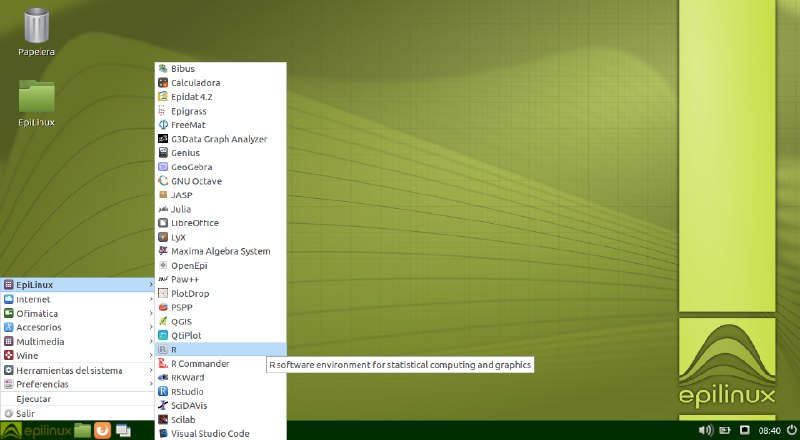 Papelera
EpiLinux
Bibus
Calculadora
Epidat 4.2
Epigrass
FreeMat
G3Data Graph Analyzer
Genius
GeoGebra
GNU Octave
JASP
Julia
LibreOffice
LyX
Maxima Algebra System
OpenEpi
Paw++
PlotDrop
PSPP
QGIS
QtiPlot
R
R Commander
RKWard
RStudio
SciDAVis
Scilab
Visual Studio Code
R software environment for statistical computing and graphics
EpiLinux
Internet
Ofimática
Accesorios
Multimedia
Wine
Herramientas del sistema
Preferencias
Ejecutar
Salir
epilinux
epilinux
08:40